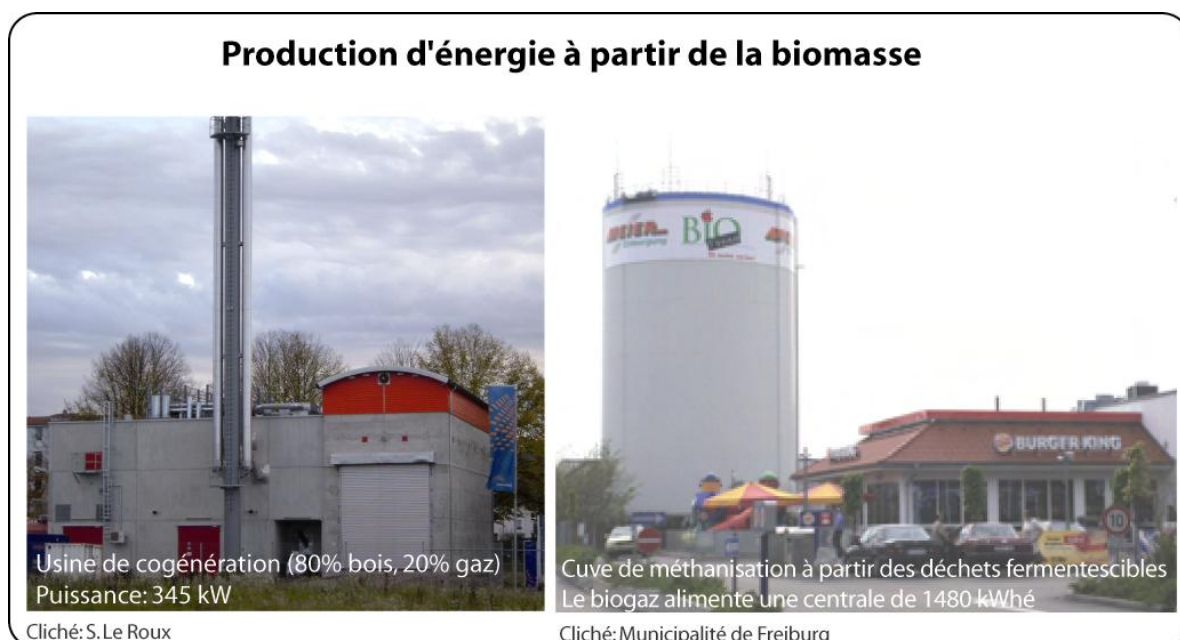 Production d'énergie à partir de la biomasse
MEIER
BIO
BURGER KING
10
Usine de cogénération (80% bois, 20% gaz)
Puissance: 345 kW
Cuve de méthanisation à partir des déchets fermentescibles
Le biogaz alimente une centrale de 1480 kWhé
Cliché: S. Le Roux
Cliché: Municipalité de Freiburg